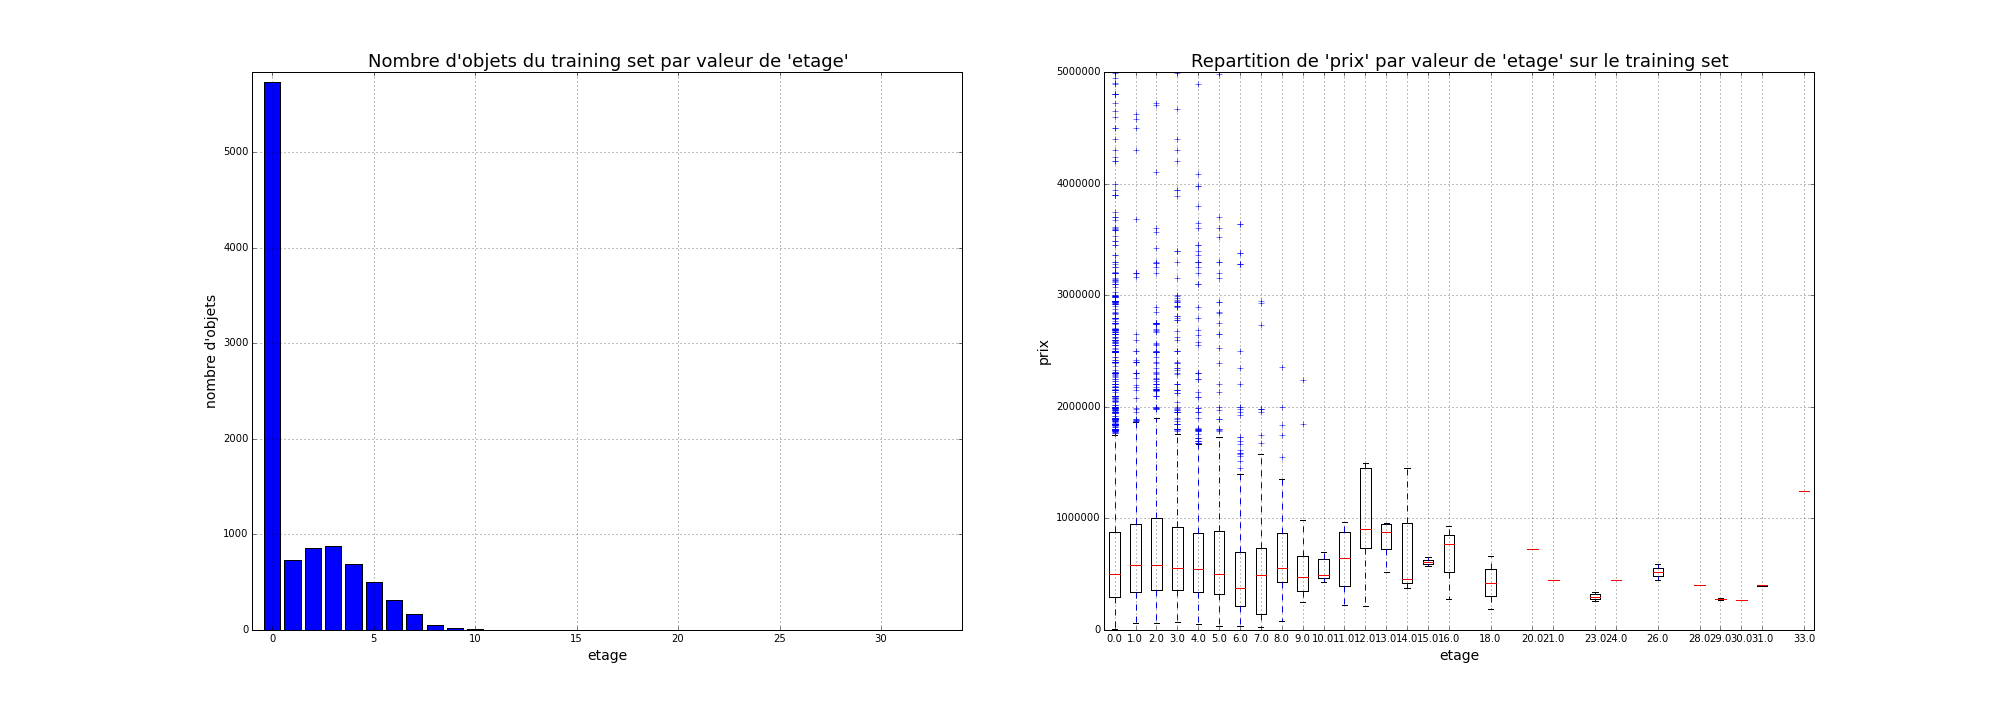 Nombre d'objets du training set par valeur de 'etage'
5000
4000
3000
2000
1000
0
nombre d'objets
0 5 10 15 20 25 30
etage
Repartition de 'prix' par valeur de 'etage' sur le training set
5000000
4000000
3000000
2000000
1000000
0
prix
0.0 1.0 2.0 3.0 4.0 5.0 6.0 7.0 8.0 9.0 10.0 11.0 12.0 13.0 14.0 15.0 16.0 18.0 20.0 21.0 23.0 24.0 26.0 28.0 29.0 30.0 31.0 33.0
etage